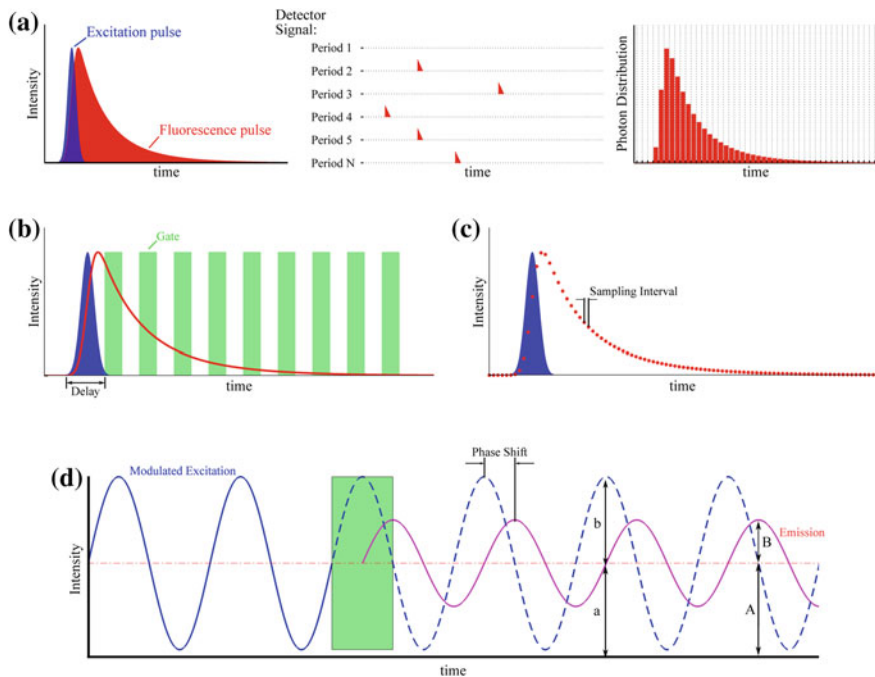 (a)
Excitation pulse
Fluorescence pulse
Intensity
time
Detector
Signal:
Period 1
Period 2
Period 3
Period 4
Period 5
Period N
time
Photon Distribution
time
(b)
Gate
Intensity
Delay
time
(c)
Sampling Interval
Intensity
time
(d)
Modulated Excitation
Phase Shift
Emission
Intensity
b
B
a
A
time